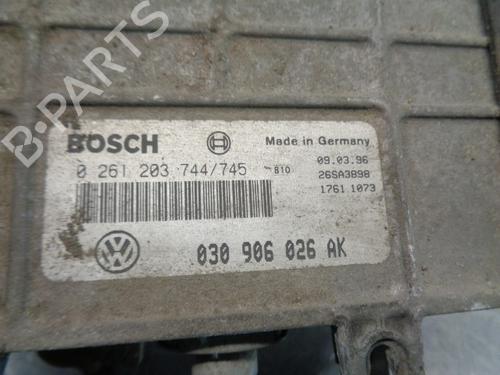 B-PARTS
BOSCH
Made in Germany
0 261 203 744/745
B10
09.03.96
26SA3898
1761 1073
030 906 026 AK